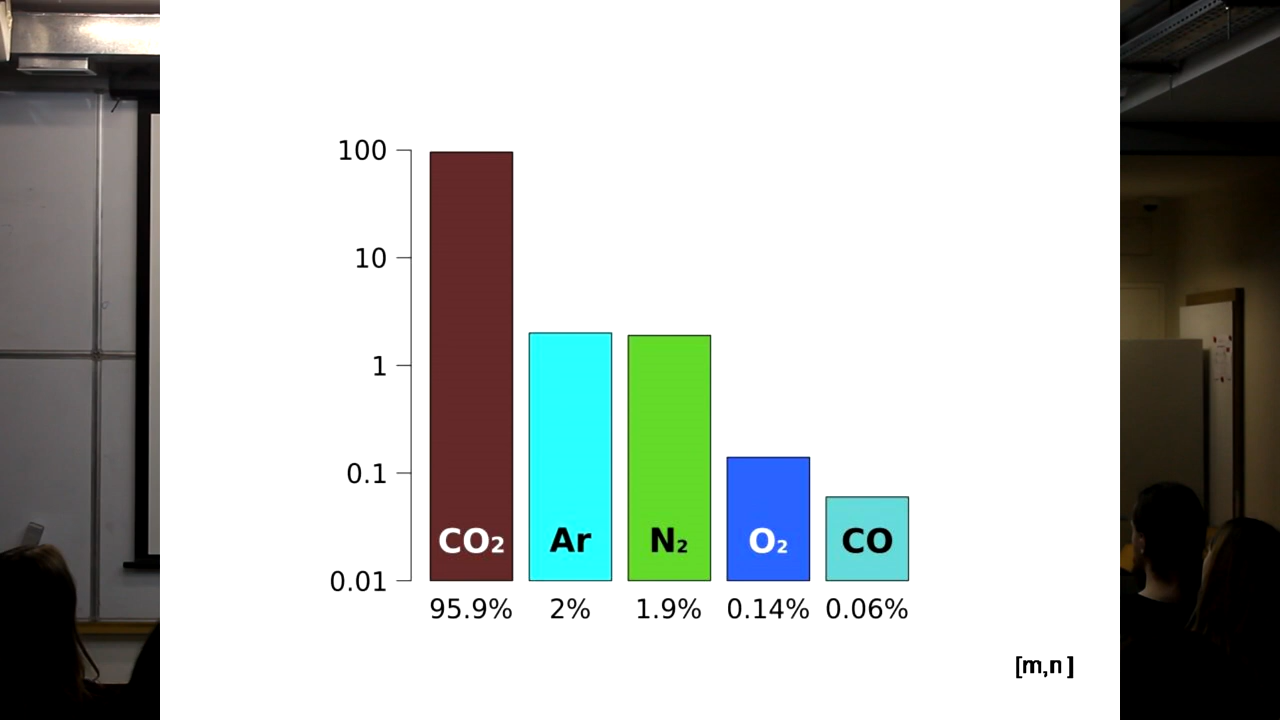 100
10
1
0.1
0.01
CO₂ Ar N₂ O₂ CO
95.9% 2% 1.9% 0.14% 0.06%
[m,n]